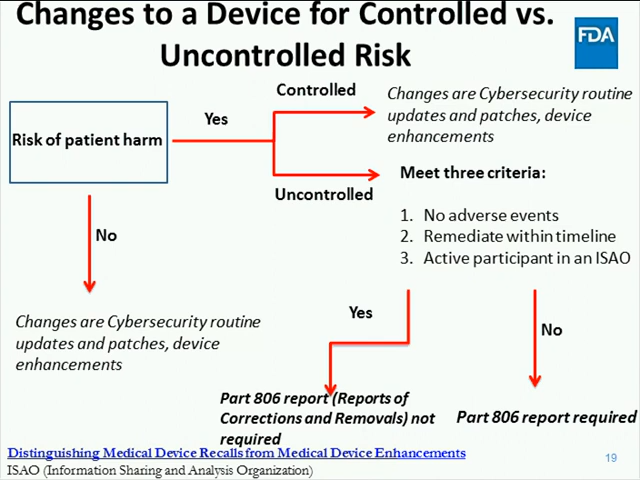 Changes to a Device for Controlled vs.
Uncontrolled Risk
FDA
Controlled
Changes are Cybersecurity routine
updates and patches, device
enhancements
Yes
Risk of patient harm
Uncontrolled
Meet three criteria:
1. No adverse events
2. Remediate within timeline
3. Active participant in an ISAO
No
Changes are Cybersecurity routine
updates and patches, device
enhancements
Yes
No
Part 806 report (Reports of
Corrections and Removals) not
required
Part 806 report required
Distinguishing Medical Device Recalls from Medical Device Enhancements
ISAO (Information Sharing and Analysis Organization)
19